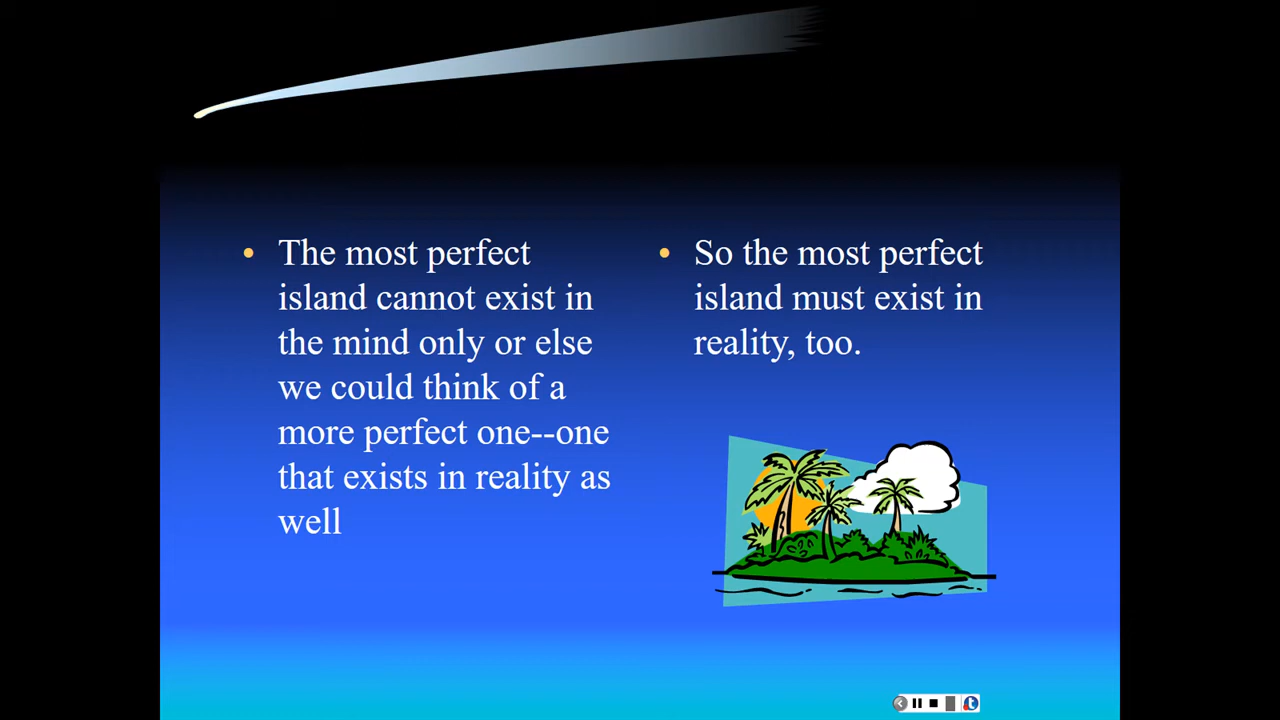 The most perfect
island cannot exist in
the mind only or else
we could think of a
more perfect one--one
that exists in reality as
well
So the most perfect
island must exist in
reality, too.